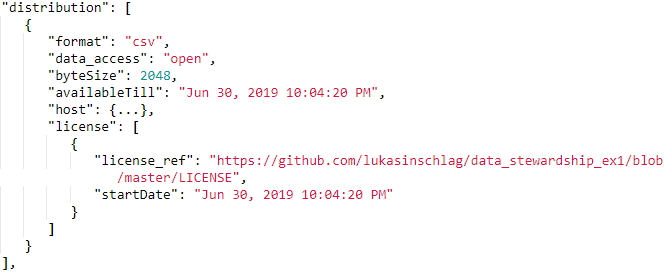 "distribution": [
{
"format": "csv",
"data_access": "open",
"byteSize": 2048,
"availableTill": "Jun 30, 2019 10:04:20 PM",
"host": {...},
"license": [
{
"license_ref": "https://github.com/lukasinschlag/data_stewardship_ex1/blob
/master/LICENSE",
"startDate": "Jun 30, 2019 10:04:20 PM"
}
]
}
],